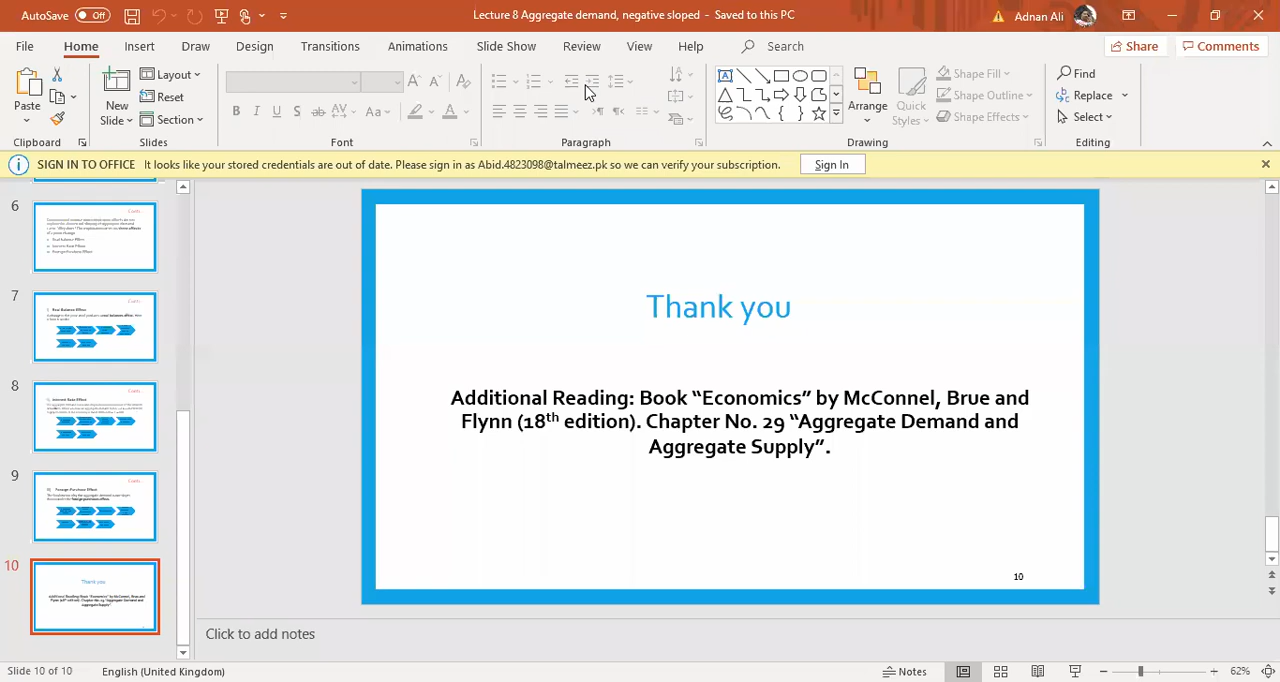 AutoSave Off Lecture 8 Aggregate demand, negative sloped - Saved to this PC Adnan Ali
File Home Insert Draw Design Transitions Animations Slide Show Review View Help Search Share Comments
Paste New Slide Layout Reset Section Aa Arrange Quick Styles Shape Fill Shape Outline Shape Effects Find Replace Select
Clipboard Slides Font Paragraph Drawing Editing
SIGN IN TO OFFICE It looks like your stored credentials are out of date. Please sign in as Abid.4823098@talmeez.pk so we can verify your subscription. Sign In
6
7
8
9
10
Thank you
Additional Reading: Book “Economics” by McConnel, Brue and
Flynn (18th edition). Chapter No. 29 “Aggregate Demand and
Aggregate Supply”.
10
Click to add notes
Slide 10 of 10 English (United Kingdom) Notes 62%